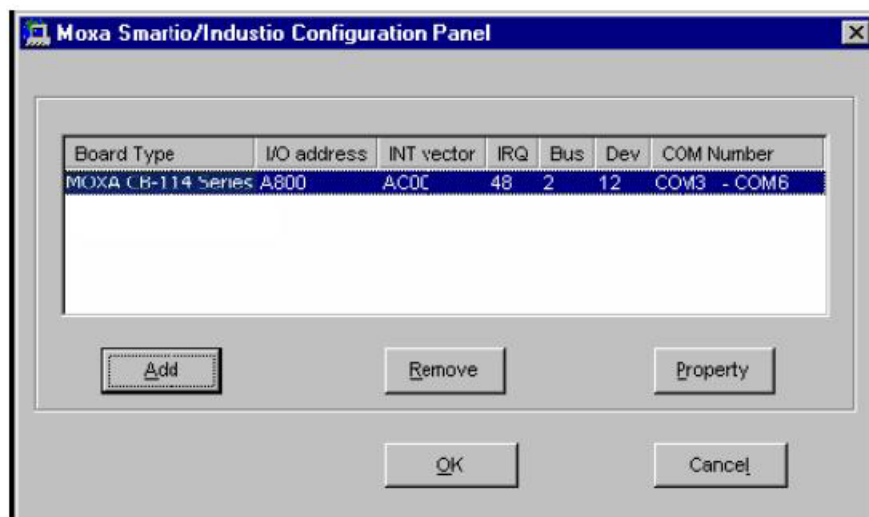 Moxa Smartio/Industio Configuration Panel
Board Type I/O address INT vector IRQ Bus Dev COM Number
MOXA CB-114 Series A800 AC00 48 2 12 COM3 - COM6
Add Remove Property
OK Cancel